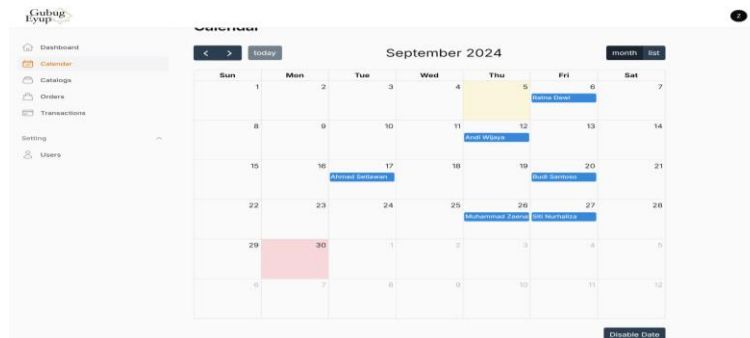 Gubug
Eyup
Z
Dashboard
Calendar
Catalogs
Orders
Transactions
Setting
Users
Calendar
< > today
September 2024
month list
Sun Mon Tue Wed Thu Fri Sat
1 2 3 4 5 6 7
Ratna Dewi
8 9 10 11 12 13 14
Andi Wijaya
15 16 17 18 19 20 21
Ahmad Setiawan Budi Santoso
22 23 24 25 26 27 28
Muhammad Zaena Siti Nurhaliza
29 30 1 2 3 4 5
6 7 8 9 10 11 12
Disable Date